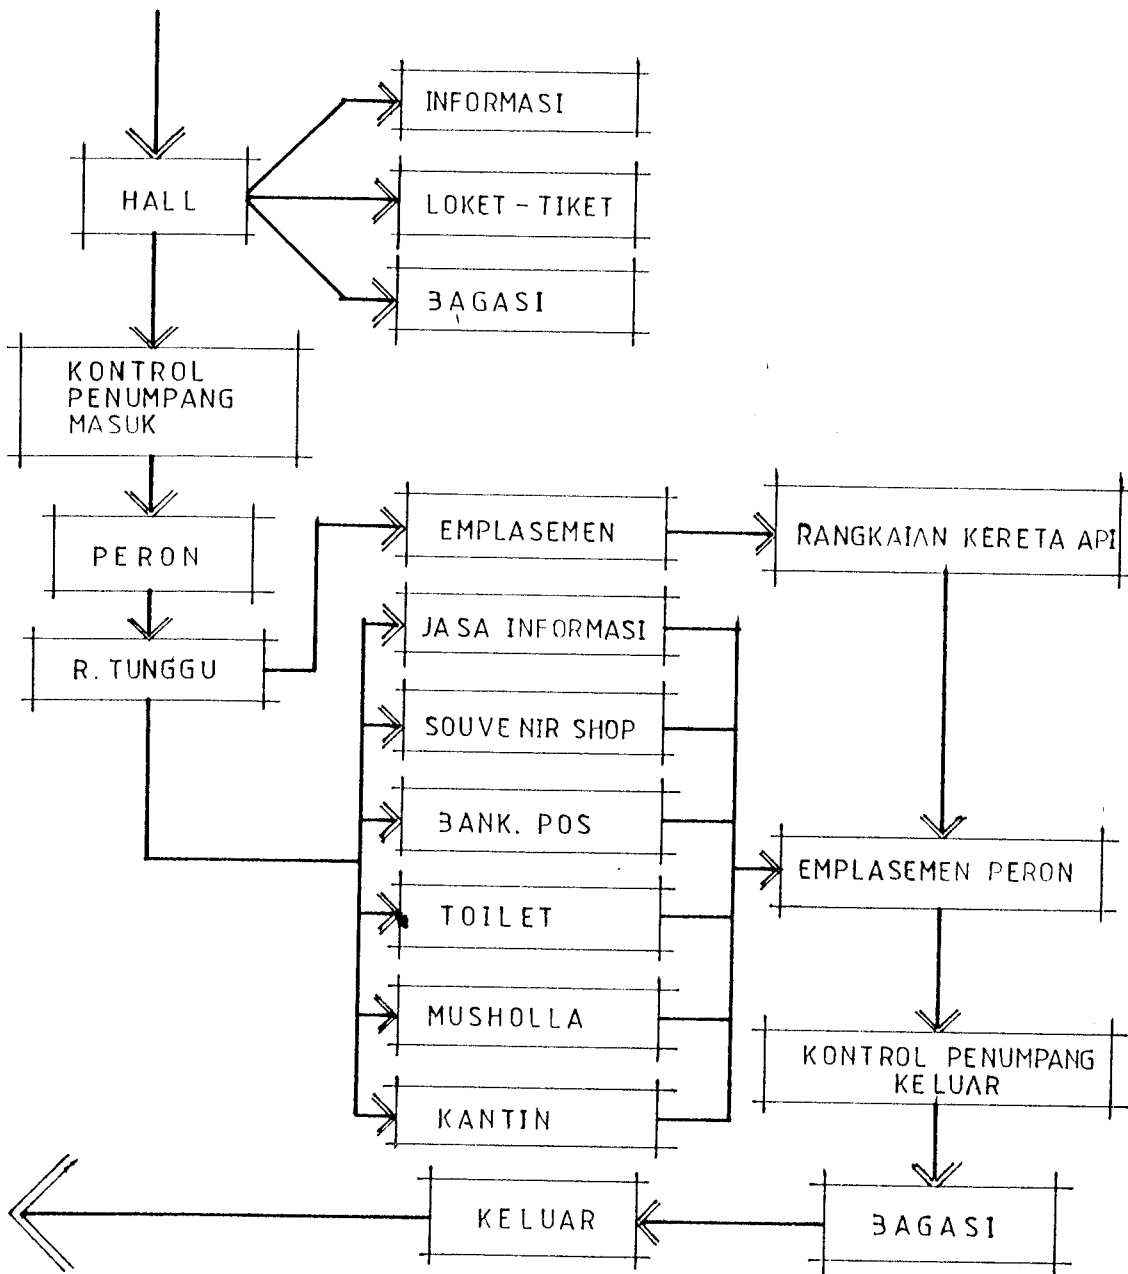 INFORMASI
HALL
LOKET - TIKET
BAGASI
KONTROL
PENUMPANG
MASUK
PERON
EMPLASEMEN
RANGKAIAN KERETA API
R. TUNGGU
JASA INFORMASI
SOUVENIR SHOP
BANK. POS
EMPLASEMEN PERON
TOILET
MUSHOLLA
KONTROL PENUMPANG
KELUAR
KANTIN
KELUAR
BAGASI